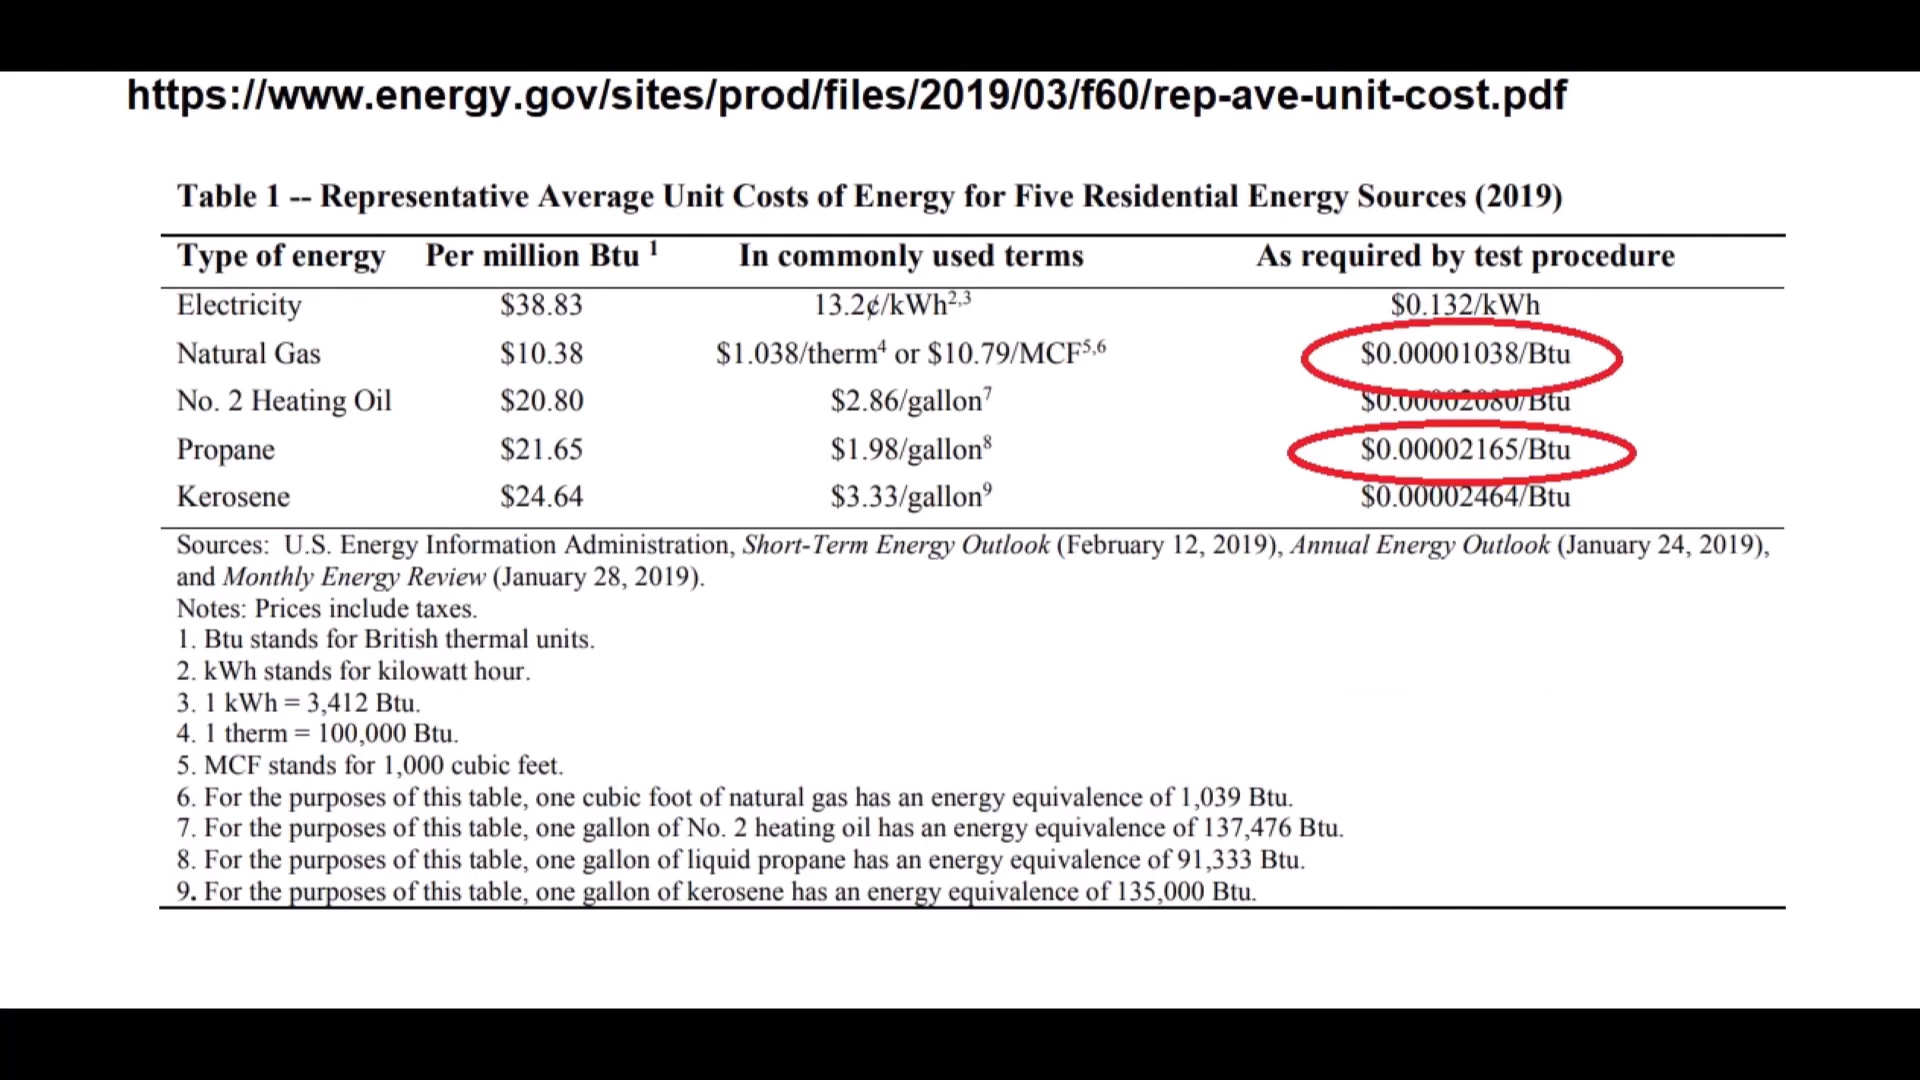 https://www.energy.gov/sites/prod/files/2019/03/f60/rep-ave-unit-cost.pdf
Table 1 -- Representative Average Unit Costs of Energy for Five Residential Energy Sources (2019)
Type of energy Per million Btu ¹ In commonly used terms As required by test procedure
Electricity $38.83 13.2¢/kWh²,³ $0.132/kWh
Natural Gas $10.38 $1.038/therm⁴ or $10.79/MCF⁵,⁶ $0.00001038/Btu
No. 2 Heating Oil $20.80 $2.86/gallon⁷ $0.00002080/Btu
Propane $21.65 $1.98/gallon⁸ $0.00002165/Btu
Kerosene $24.64 $3.33/gallon⁹ $0.00002464/Btu
Sources: U.S. Energy Information Administration, Short-Term Energy Outlook (February 12, 2019), Annual Energy Outlook (January 24, 2019),
and Monthly Energy Review (January 28, 2019).
Notes: Prices include taxes.
1. Btu stands for British thermal units.
2. kWh stands for kilowatt hour.
3. 1 kWh = 3,412 Btu.
4. 1 therm = 100,000 Btu.
5. MCF stands for 1,000 cubic feet.
6. For the purposes of this table, one cubic foot of natural gas has an energy equivalence of 1,039 Btu.
7. For the purposes of this table, one gallon of No. 2 heating oil has an energy equivalence of 137,476 Btu.
8. For the purposes of this table, one gallon of liquid propane has an energy equivalence of 91,333 Btu.
9. For the purposes of this table, one gallon of kerosene has an energy equivalence of 135,000 Btu.